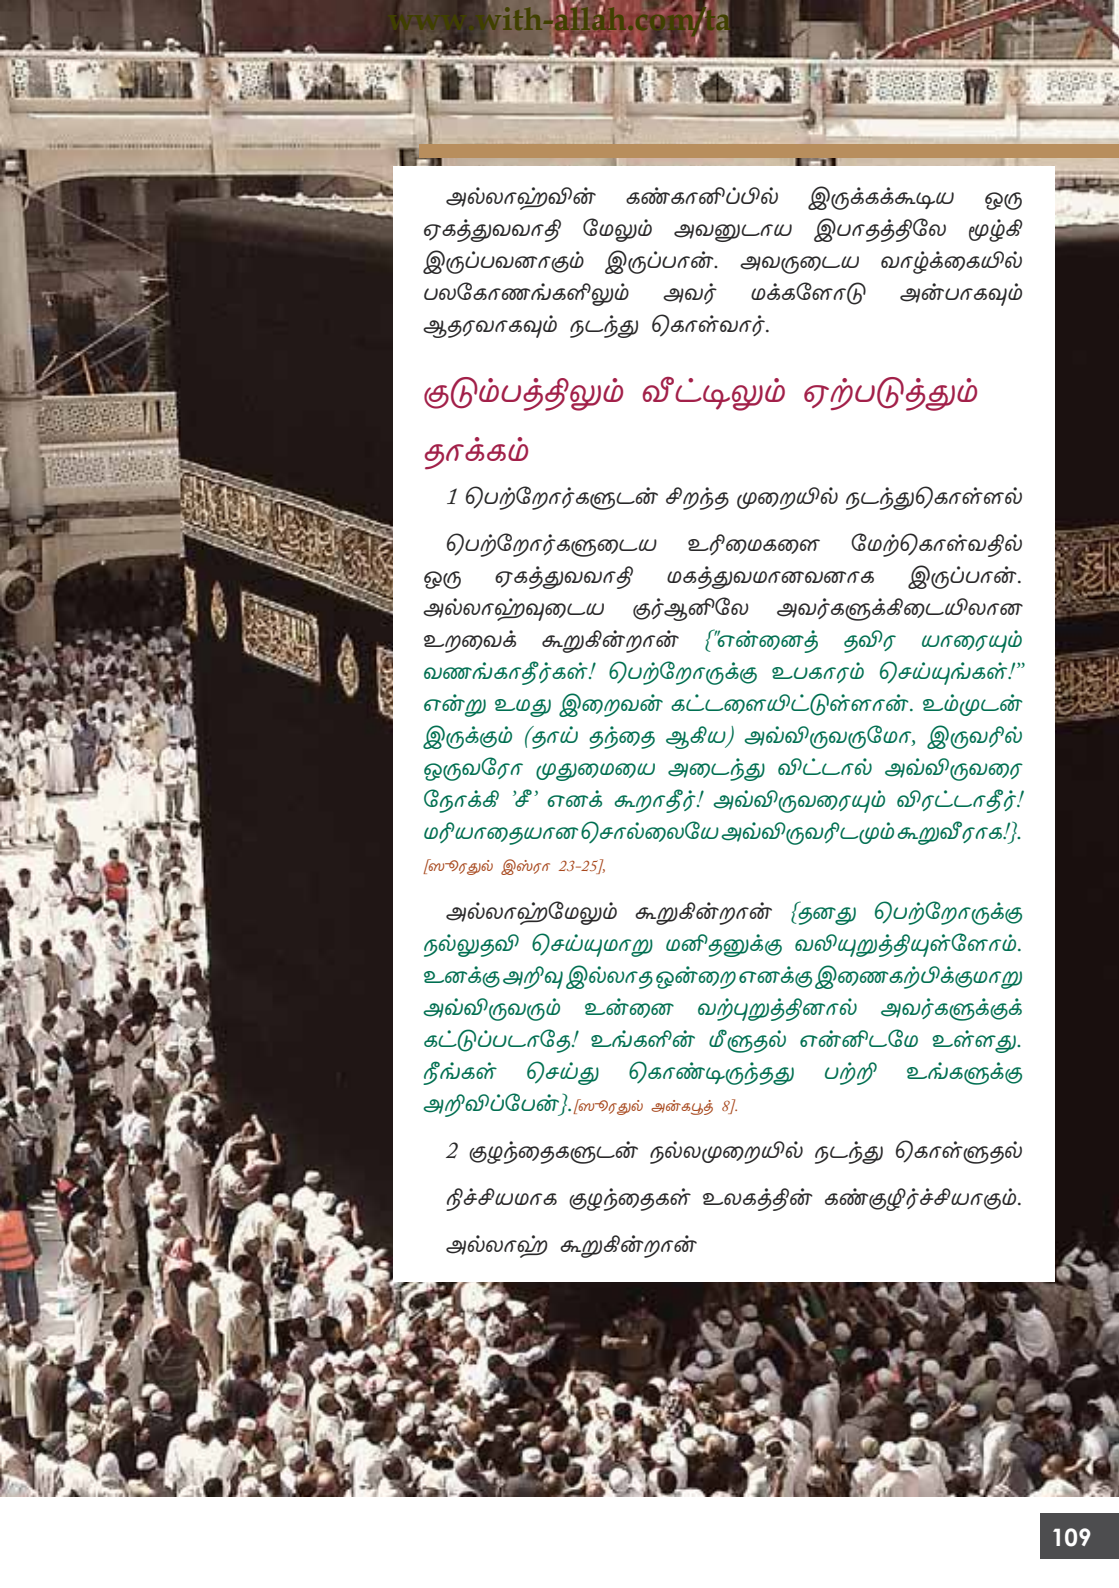 www.with-allah.com/ta
அல்லாஹ்வின் கண்கானிப்பில் இருக்கக்கூடிய ஒரு
ஏகத்துவவாதி மேலும் அவனுடாய இபாதத்திலே மூழ்கி
இருப்பவனாகும் இருப்பான். அவருடைய வாழ்க்கையில்
பலகோணங்களிலும் அவர் மக்களோடு அன்பாகவும்
ஆதரவாகவும் நடந்து கொள்வார்.
குடும்பத்திலும் வீட்டிலும் ஏற்படுத்தும்
தாக்கம்
1 பெற்றோர்களுடன் சிறந்த முறையில் நடந்துகொள்ளல்
பெற்றோர்களுடைய உரிமைகளை மேற்கொள்வதில்
ஒரு ஏகத்துவவாதி மகத்துவமானவனாக இருப்பான்.
அல்லாஹ்வுடைய குர்ஆனிலே அவர்களுக்கிடையிலான
உறவைக் கூறுகின்றான் {"என்னைத் தவிர யாரையும்
வணங்காதீர்கள்! பெற்றோருக்கு உபகாரம் செய்யுங்கள்!”
என்று உமது இறைவன் கட்டளையிட்டுள்ளான். உம்முடன்
இருக்கும் (தாய் தந்தை ஆகிய) அவ்விருவருமோ, இருவரில்
ஒருவரோ முதுமையை அடைந்து விட்டால் அவ்விருவரை
நோக்கி ’சீ’ எனக் கூறாதீர்! அவ்விருவரையும் விரட்டாதீர்!
மரியாதையான சொல்லையே அவ்விருவரிடமும் கூறுவீராக!}.
[ஸூரதுல் இஸ்ரா 23-25],
அல்லாஹ்மேலும் கூறுகின்றான் {தனது பெற்றோருக்கு
நல்லுதவி செய்யுமாறு மனிதனுக்கு வலியுறுத்தியுள்ளோம்.
உனக்கு அறிவு இல்லாத ஒன்றை எனக்கு இணைகற்பிக்குமாறு
அவ்விருவரும் உன்னை வற்புறுத்தினால் அவர்களுக்குக்
கட்டுப்படாதே! உங்களின் மீளுதல் என்னிடமே உள்ளது.
நீங்கள் செய்து கொண்டிருந்தது பற்றி உங்களுக்கு
அறிவிப்பேன்}.[ஸூரதுல் அன்கபூத் 8].
2 குழந்தைகளுடன் நல்லமுறையில் நடந்து கொள்ளுதல்
நிச்சியமாக குழந்தைகள் உலகத்தின் கண்குழிர்ச்சியாகும்.
அல்லாஹ் கூறுகின்றான்
109